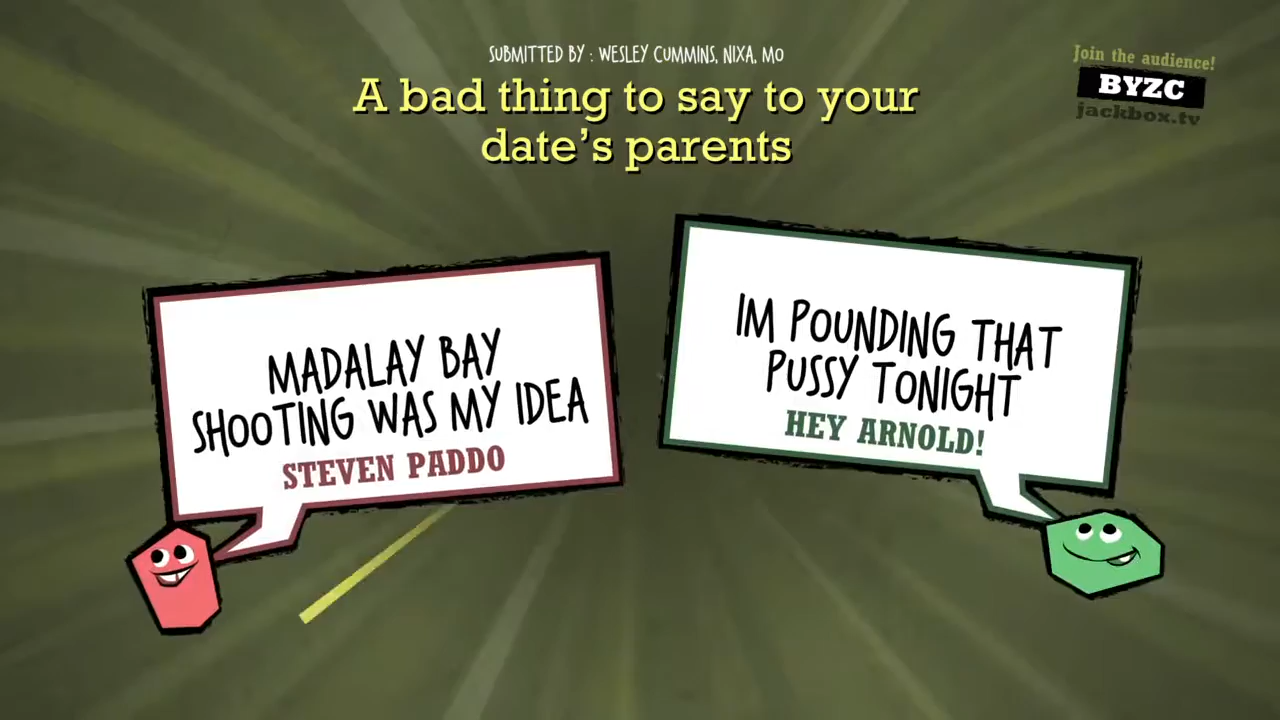 SUBMITTED BY : WESLEY CUMMINS, NIXA, MO
A bad thing to say to your
date's parents
Join the audience!
BYZC
jackbox.tv
MADALAY BAY
SHOOTING WAS MY IDEA
STEVEN PADDO
IM POUNDING THAT
PUSSY TONIGHT
HEY ARNOLD!